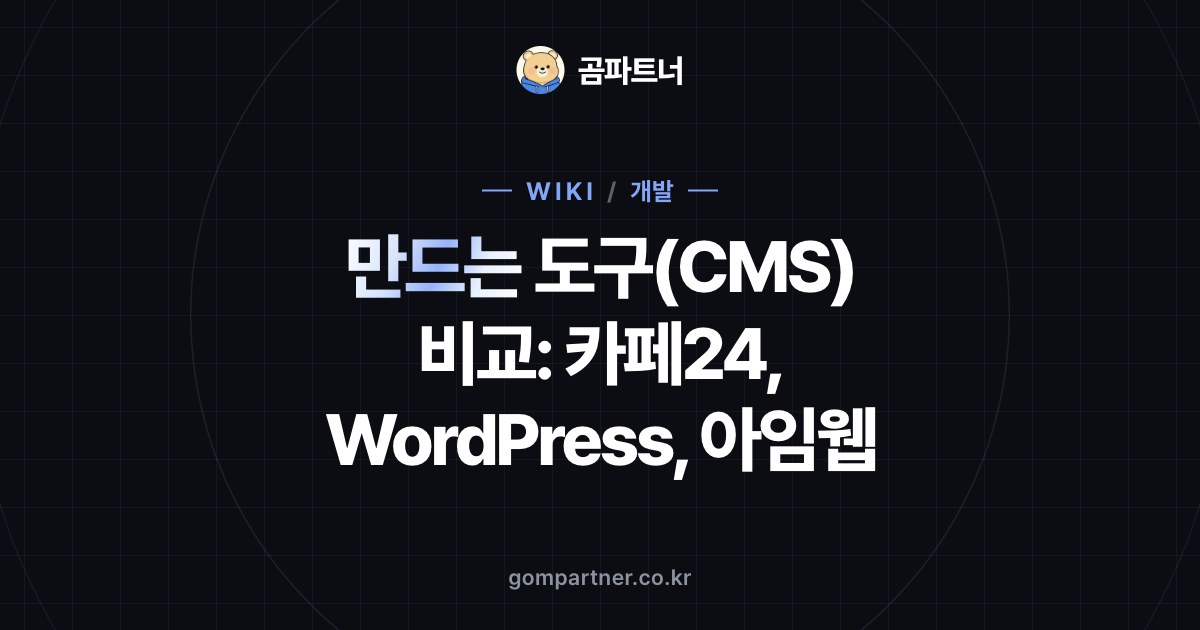 곰파트너
WIKI / 개발
만드는 도구(CMS)
비교: 카페24,
WordPress, 아임웹
gompartner.co.kr